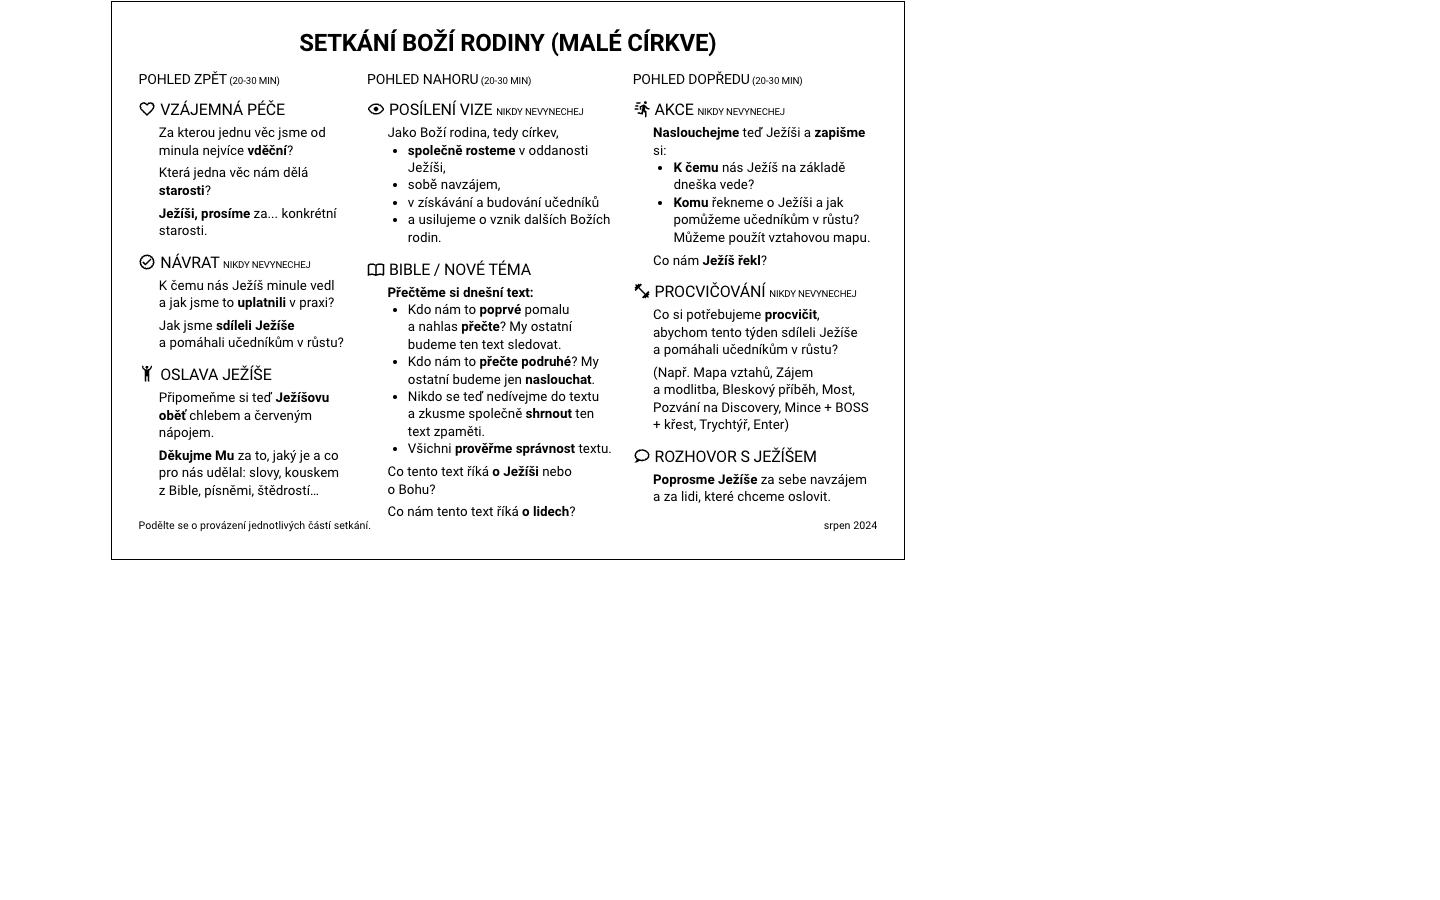 SETKÁNÍ BOŽÍ RODINY (MALÉ CÍRKVE)
POHLED ZPĚT (20-30 MIN)
VZÁJEMNÁ PÉČE
Za kterou jednu věc jsme od
minula nejvíce vděční?
Která jedna věc nám dělá
starosti?
Ježíši, prosíme za... konkrétní
starosti.
NÁVRAT NIKDY NEVYNECHEJ
K čemu nás Ježíš minule vedl
a jak jsme to uplatnili v praxi?
Jak jsme sdíleli Ježíše
a pomáhali učedníkům v růstu?
OSLAVA JEŽÍŠE
Připomeňme si teď Ježíšovu
oběť chlebem a červeným
nápojem.
Děkujme Mu za to, jaký je a co
pro nás udělal: slovy, kouskem
z Bible, písněmi, štědrostí…
POHLED NAHORU (20-30 MIN)
POSÍLENÍ VIZE NIKDY NEVYNECHEJ
Jako Boží rodina, tedy církev,
• společně rosteme v oddanosti
Ježíši,
• sobě navzájem,
• v získávání a budování učedníků
• a usilujeme o vznik dalších Božích
rodin.
BIBLE / NOVÉ TÉMA
Přečtěme si dnešní text:
• Kdo nám to poprvé pomalu
a nahlas přečte? My ostatní
budeme ten text sledovat.
• Kdo nám to přečte podruhé? My
ostatní budeme jen naslouchat.
• Nikdo se teď nedívejme do textu
a zkusme společně shrnout ten
text zpaměti.
• Všichni prověřme správnost textu.
Co tento text říká o Ježíši nebo
o Bohu?
Co nám tento text říká o lidech?
POHLED DOPŘEDU (20-30 MIN)
AKCE NIKDY NEVYNECHEJ
Naslouchejme teď Ježíši a zapišme
si:
• K čemu nás Ježíš na základě
dneška vede?
• Komu řekneme o Ježíši a jak
pomůžeme učedníkům v růstu?
Můžeme použít vztahovou mapu.
Co nám Ježíš řekl?
PROCVIČOVÁNÍ NIKDY NEVYNECHEJ
Co si potřebujeme procvičit,
abychom tento týden sdíleli Ježíše
a pomáhali učedníkům v růstu?
(Např. Mapa vztahů, Zájem
a modlitba, Bleskový příběh, Most,
Pozvání na Discovery, Mince + BOSS
+ křest, Trychtýř, Enter)
ROZHOVOR S JEŽÍŠEM
Poprosme Ježíše za sebe navzájem
a za lidi, které chceme oslovit.
Podělte se o provázení jednotlivých částí setkání.
srpen 2024